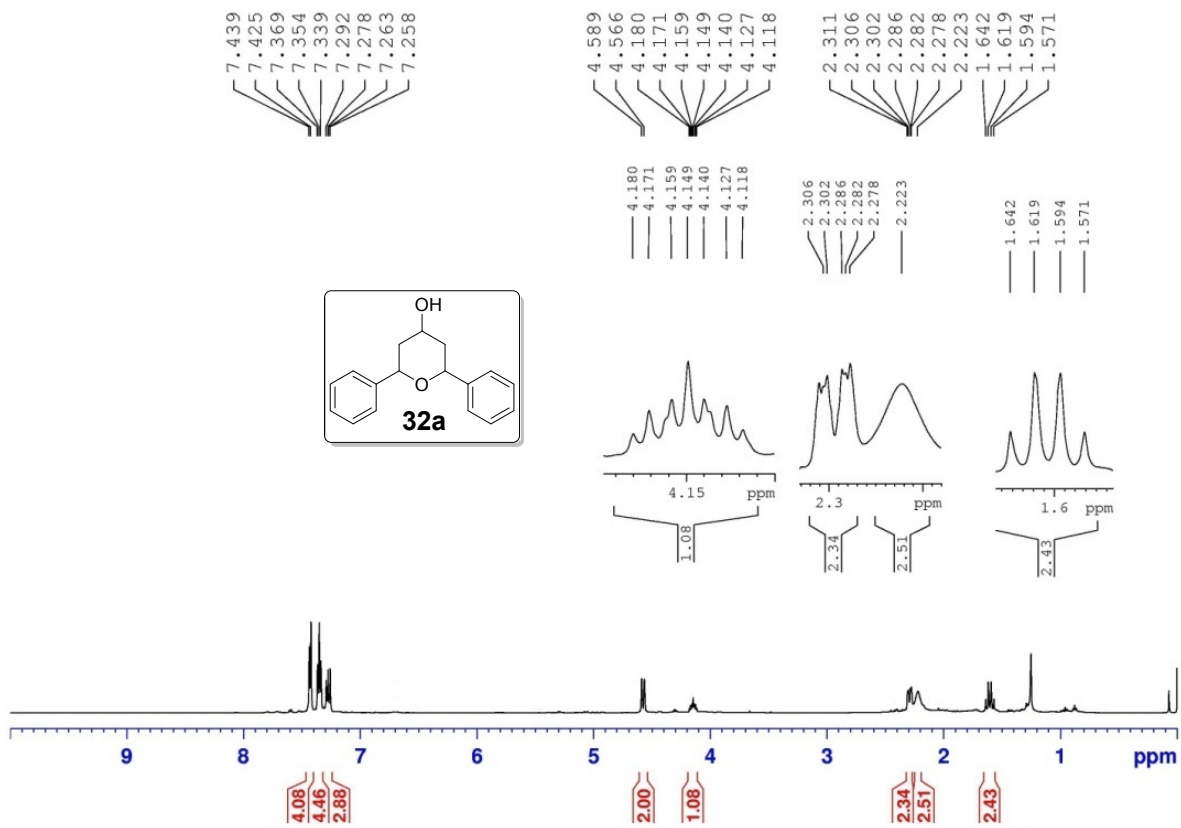 7.439 7.425 7.369 7.354 7.339 7.292 7.278 7.263 7.258 4.589 4.566 4.180 4.171 4.159 4.149 4.140 4.127 4.118 2.311 2.306 2.302 2.286 2.282 2.278 2.223 1.642 1.619 1.594 1.571
4.180 4.171 4.159 4.149 4.140 4.127 4.118 2.306 2.302 2.286 2.282 2.278 2.223 1.642 1.619 1.594 1.571
OH
O
32a
4.15 ppm 2.3 ppm 1.6 ppm
1.08 2.34 2.51 2.43
9 8 7 6 5 4 3 2 1 ppm
4.08 4.46 2.88 2.00 1.08 2.34 2.51 2.43